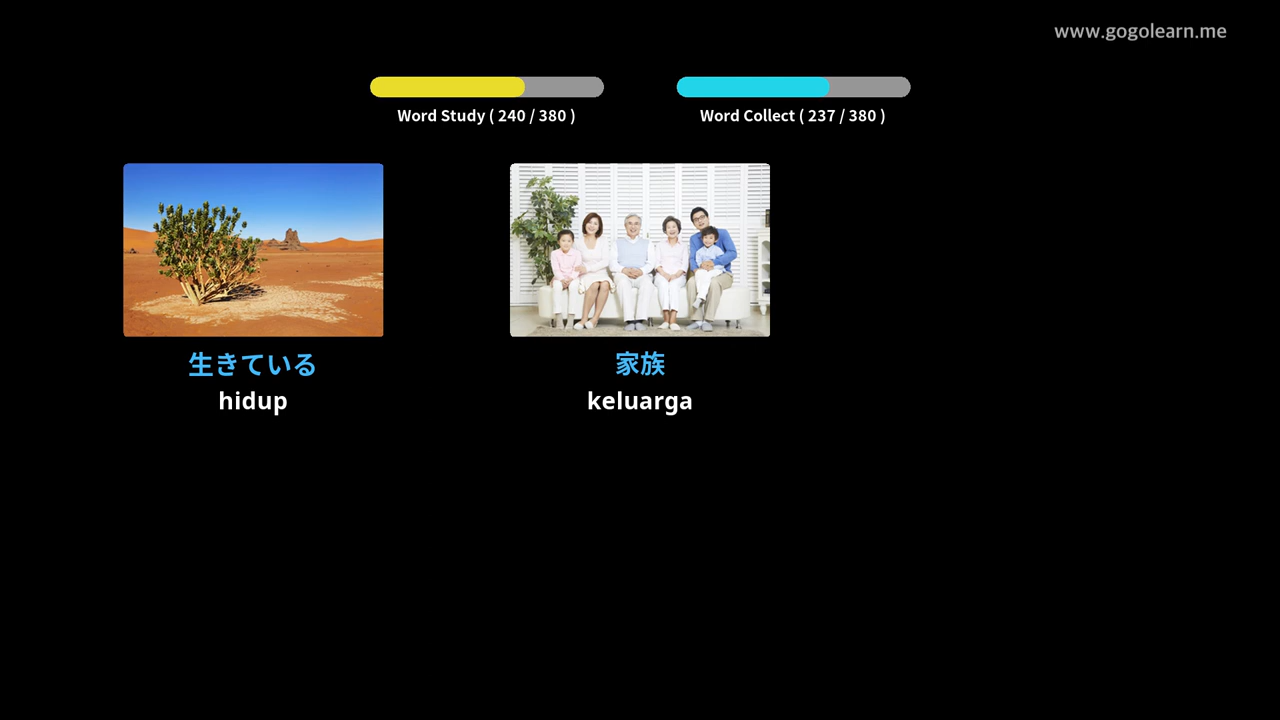 www.gogolearn.me
Word Study ( 240 / 380 )
Word Collect ( 237 / 380 )
生きている
hidup
家族
keluarga